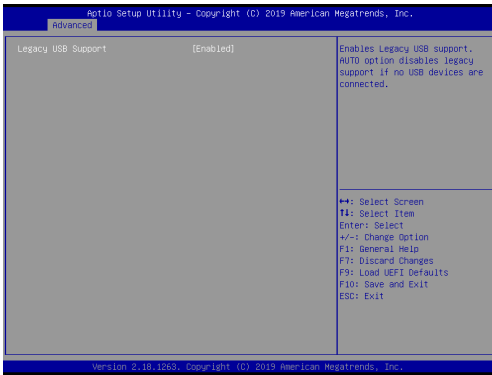 Aptio Setup Utility – Copyright (C) 2019 American Megatrends, Inc.
Advanced
Legacy USB Support [Enabled]
Enables Legacy USB support.
AUTO option disables legacy
support if no USB devices are
connected.
↔: Select Screen
↑↓: Select Item
Enter: Select
+/-: Change Option
F1: General Help
F7: Discard Changes
F9: Load UEFI Defaults
F10: Save and Exit
ESC: Exit
Version 2.18.1263. Copyright (C) 2019 American Megatrends, Inc.